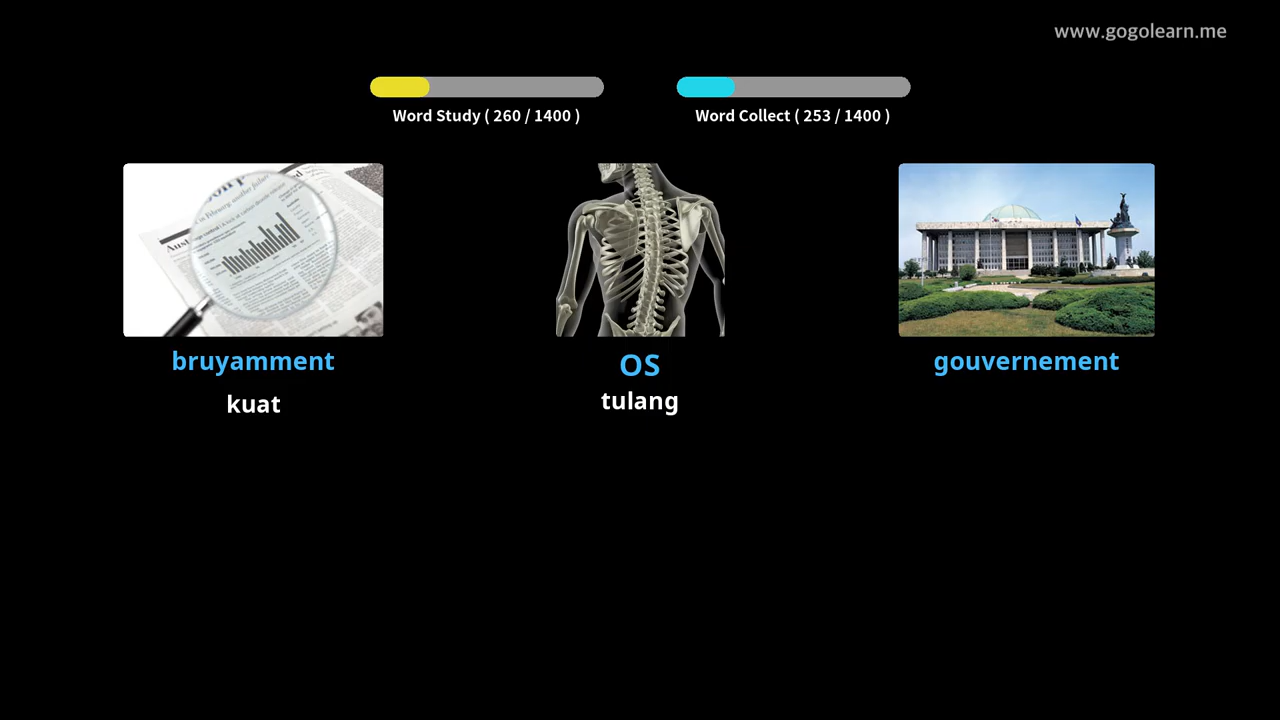 www.gogolearn.me
Word Study ( 260 / 1400 )
Word Collect ( 253 / 1400 )
bruyamment
kuat
os
tulang
gouvernement